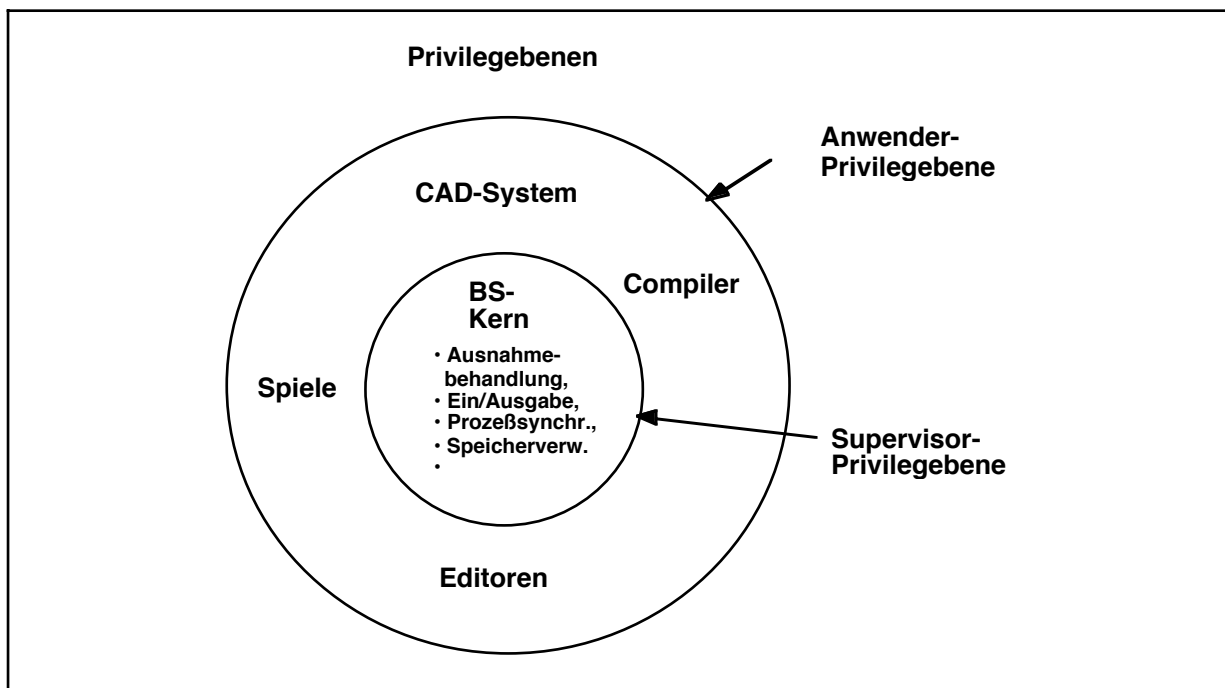 Privilegebenen
Anwender-
Privilegebene
CAD-System
Compiler
BS-
Kern
· Ausnahme-
behandlung,
· Ein/Ausgabe,
· Prozeßsynchr.,
· Speicherverw.
·
Spiele
Supervisor-
Privilegebene
Editoren